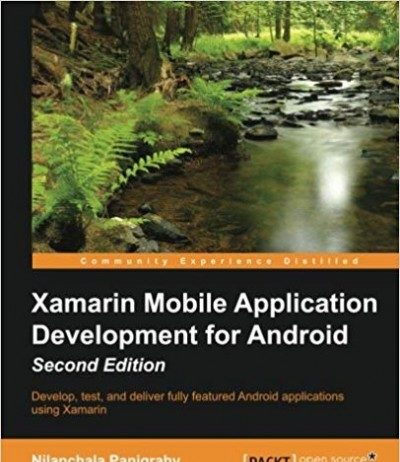 Community Experience Distilled
Xamarin Mobile Application
Development for Android
Second Edition
Develop, test, and deliver fully featured Android applications
using Xamarin
Nilanchala Panigrahy
[PACKT] open source*